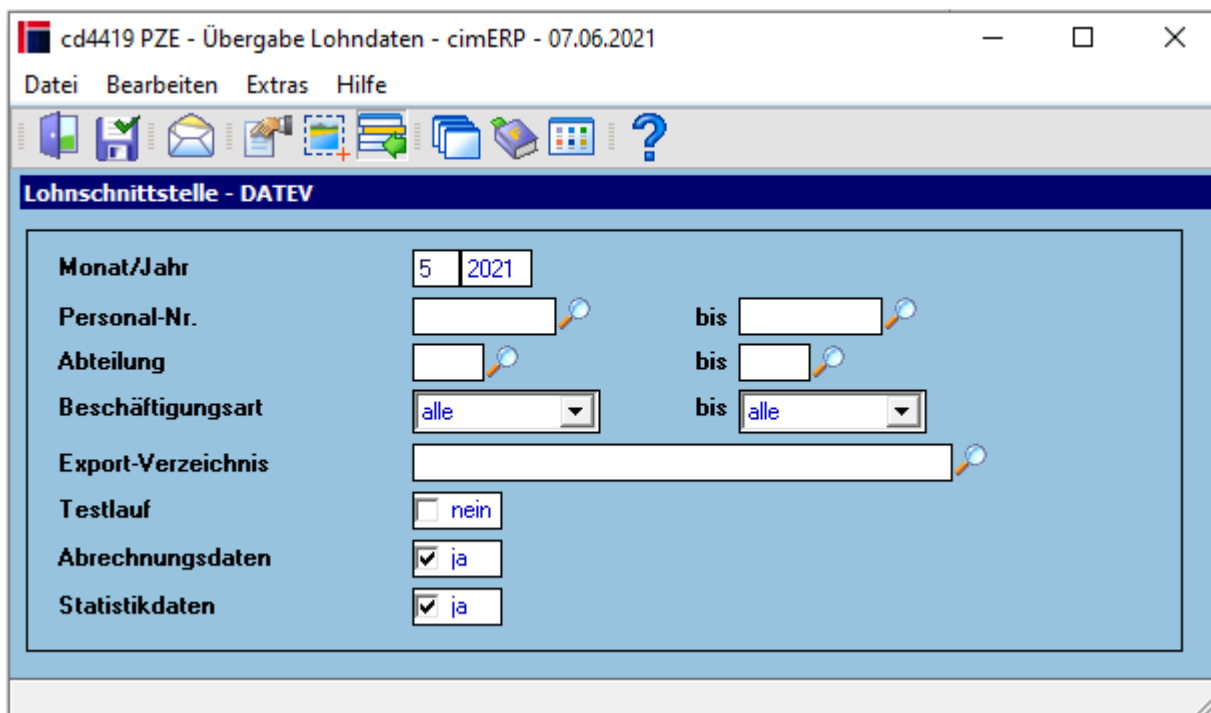 cd4419 PZE - Übergabe Lohndaten - cimERP - 07.06.2021
Datei Bearbeiten Extras Hilfe
Lohnschnittstelle - DATEV
Monat/Jahr 5 2021
Personal-Nr. bis
Abteilung bis
Beschäftigungsart alle bis alle
Export-Verzeichnis
Testlauf nein
Abrechnungsdaten ja
Statistikdaten ja